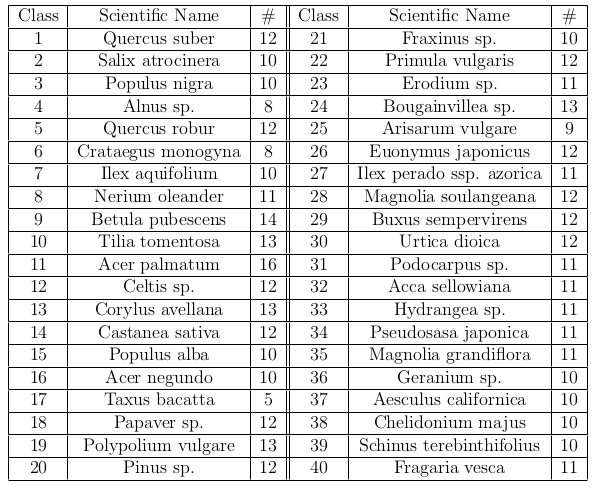 Class Scientific Name # Class Scientific Name #
1 Quercus suber 12 21 Fraxinus sp. 10
2 Salix atrocinera 10 22 Primula vulgaris 12
3 Populus nigra 10 23 Erodium sp. 11
4 Alnus sp. 8 24 Bougainvillea sp. 13
5 Quercus robur 12 25 Arisarum vulgare 9
6 Crataegus monogyna 8 26 Euonymus japonicus 12
7 Ilex aquifolium 10 27 Ilex perado ssp. azorica 11
8 Nerium oleander 11 28 Magnolia soulangeana 12
9 Betula pubescens 14 29 Buxus sempervirens 12
10 Tilia tomentosa 13 30 Urtica dioica 12
11 Acer palmatum 16 31 Podocarpus sp. 11
12 Celtis sp. 12 32 Acca sellowiana 11
13 Corylus avellana 13 33 Hydrangea sp. 11
14 Castanea sativa 12 34 Pseudosasa japonica 11
15 Populus alba 10 35 Magnolia grandiflora 11
16 Acer negundo 10 36 Geranium sp. 10
17 Taxus bacatta 5 37 Aesculus californica 10
18 Papaver sp. 12 38 Chelidonium majus 10
19 Polypolium vulgare 13 39 Schinus terebinthifolius 10
20 Pinus sp. 12 40 Fragaria vesca 11